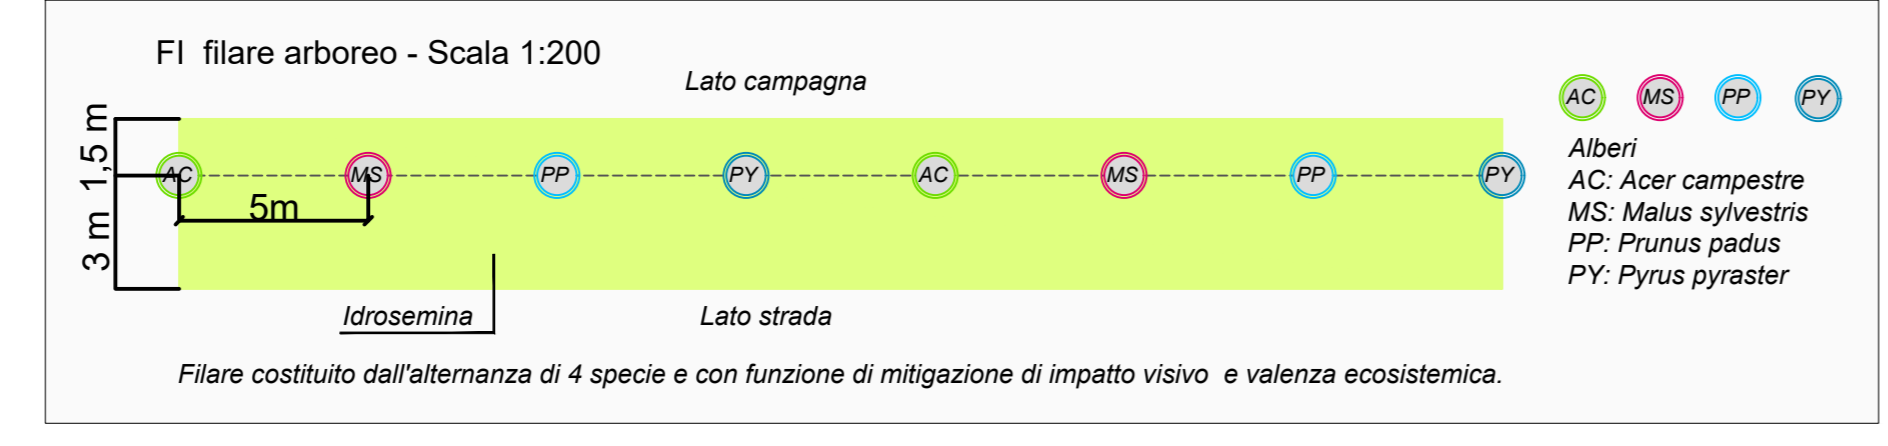 FI filare arboreo - Scala 1:200
Lato campagna
AC MS PP PY
1,5 m
AC MS PP PY AC MS PP PY
5m
3 m
Alberi
AC: Acer campestre
MS: Malus sylvestris
PP: Prunus padus
PY: Pyrus pyraster
Idrosemina
Lato strada
Filare costituito dall'alternanza di 4 specie e con funzione di mitigazione di impatto visivo e valenza ecosistemica.